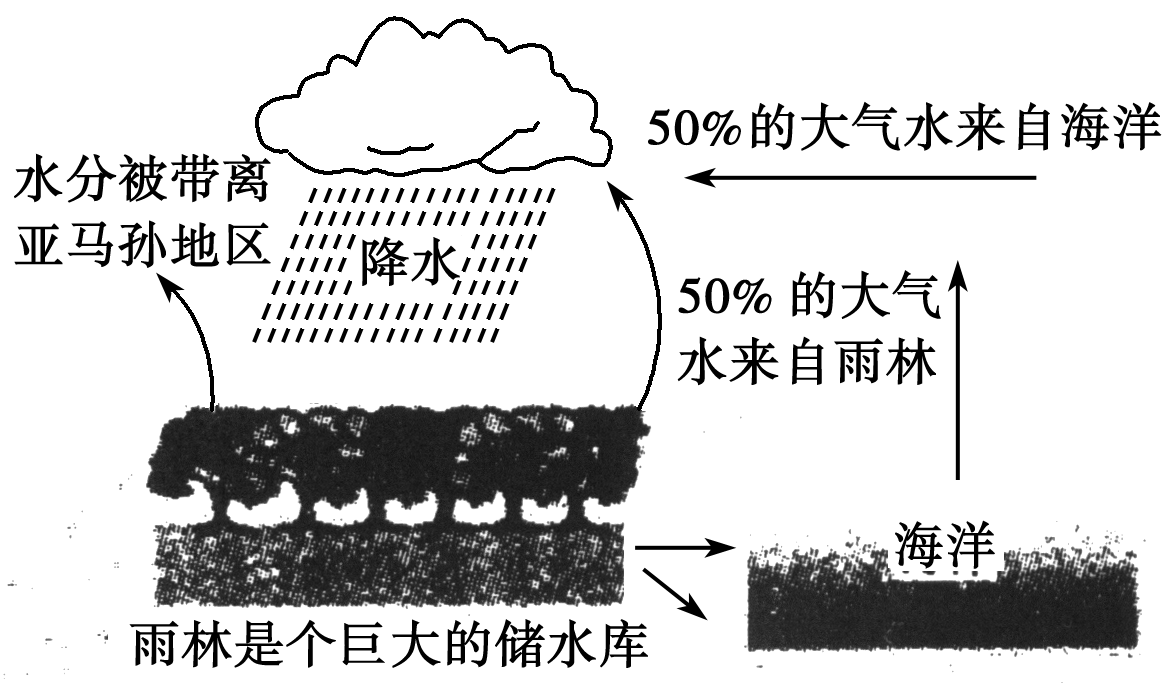 50%的大气水来自海洋
水分被带离
亚马孙地区
降水
50%的大气
水来自雨林
海洋
雨林是个巨大的储水库